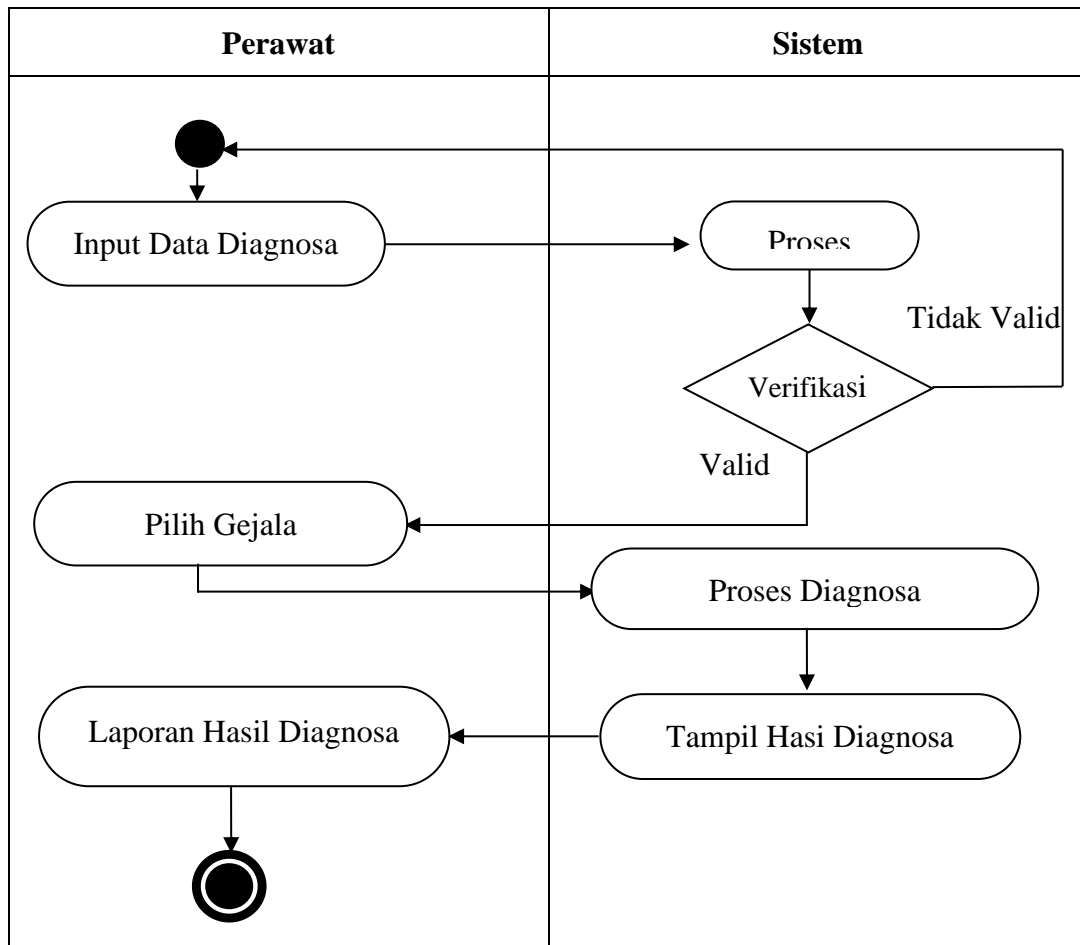 Perawat
Sistem
Input Data Diagnosa
Proses
Tidak Valid
Verifikasi
Valid
Pilih Gejala
Proses Diagnosa
Laporan Hasil Diagnosa
Tampil Hasi Diagnosa